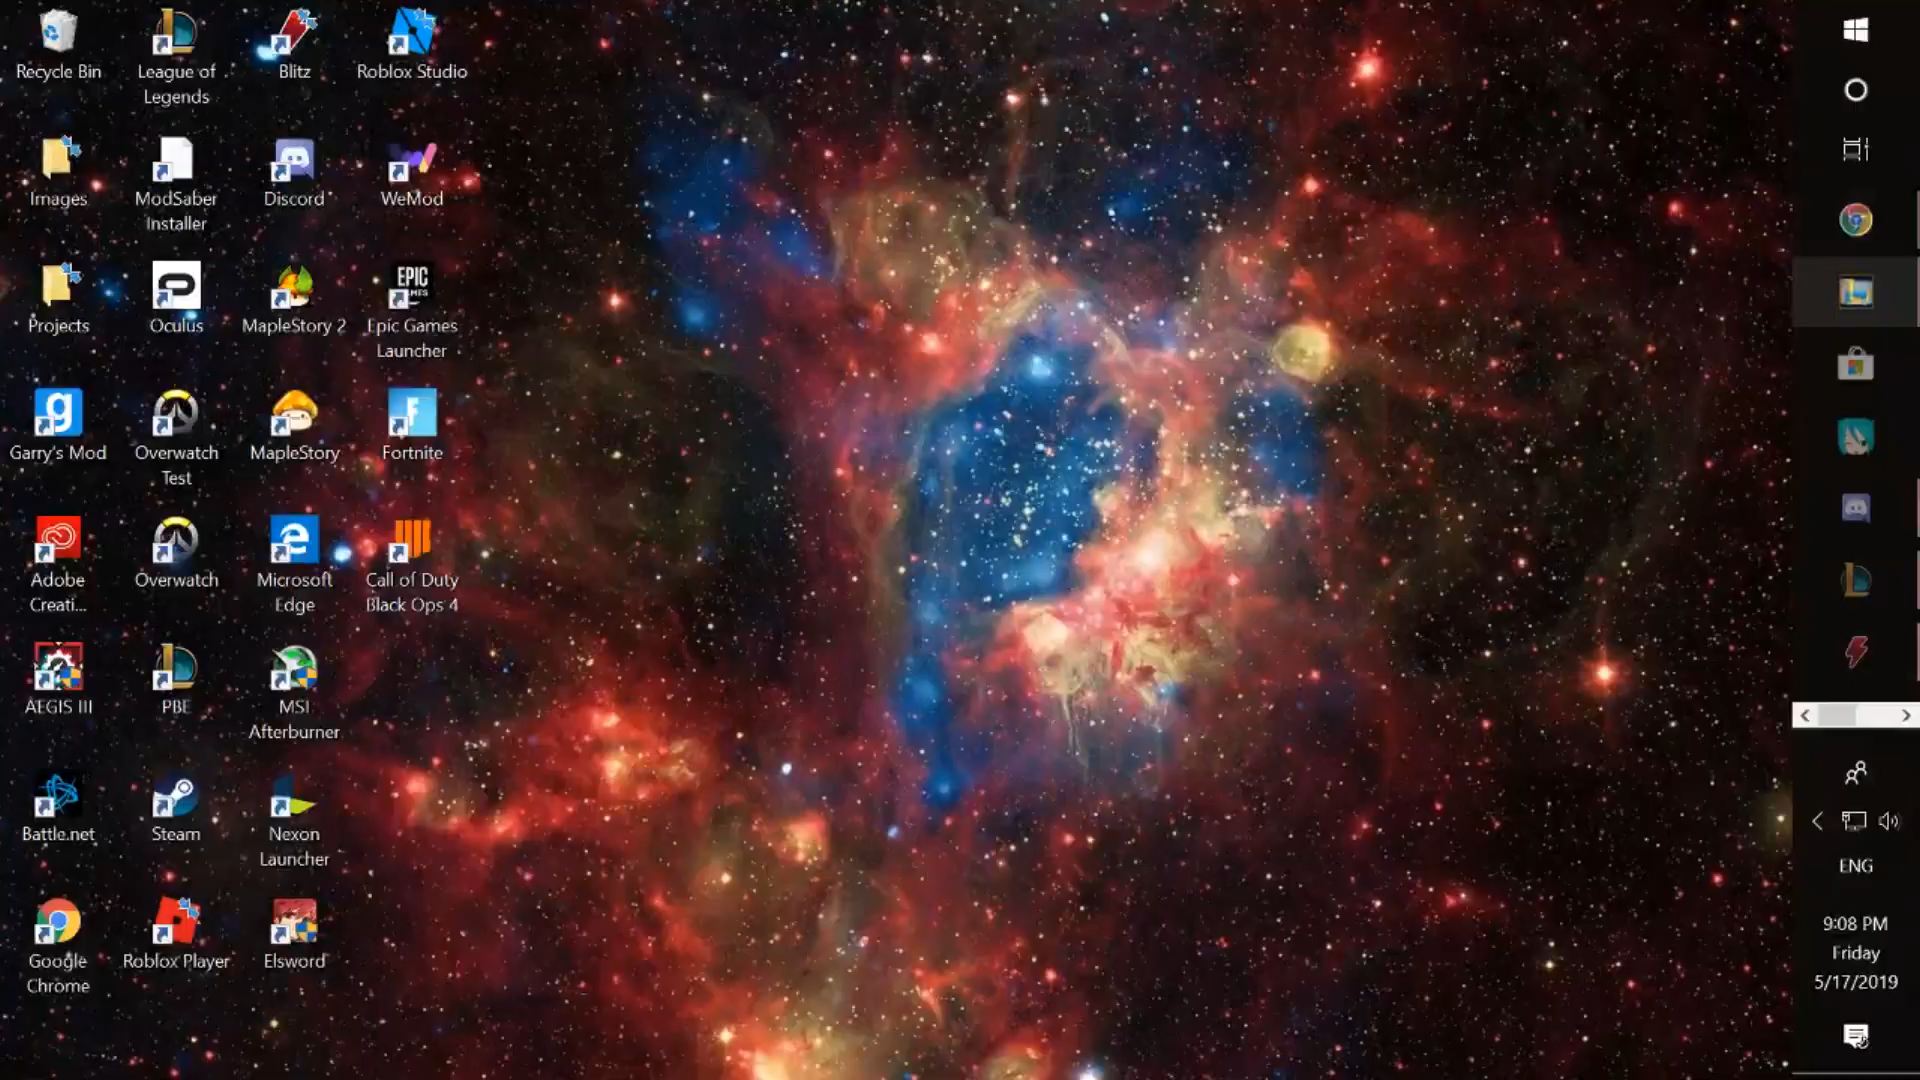 Recycle Bin
League of
Legends
Blitz
Roblox Studio
Images
ModSaber
Installer
Discord
WeMod
Projects
Oculus
MapleStory 2
EPIC
GAMES
Epic Games
Launcher
g
Garry's Mod
Overwatch
Test
MapleStory
F
Fortnite
Adobe
Creati...
Overwatch
Microsoft
Edge
Call of Duty
Black Ops 4
AEGIS III
PBE
MSI
Afterburner
Battle.net
Steam
Nexon
Launcher
Google
Chrome
Roblox Player
Elsword
ENG
9:08 PM
Friday
5/17/2019